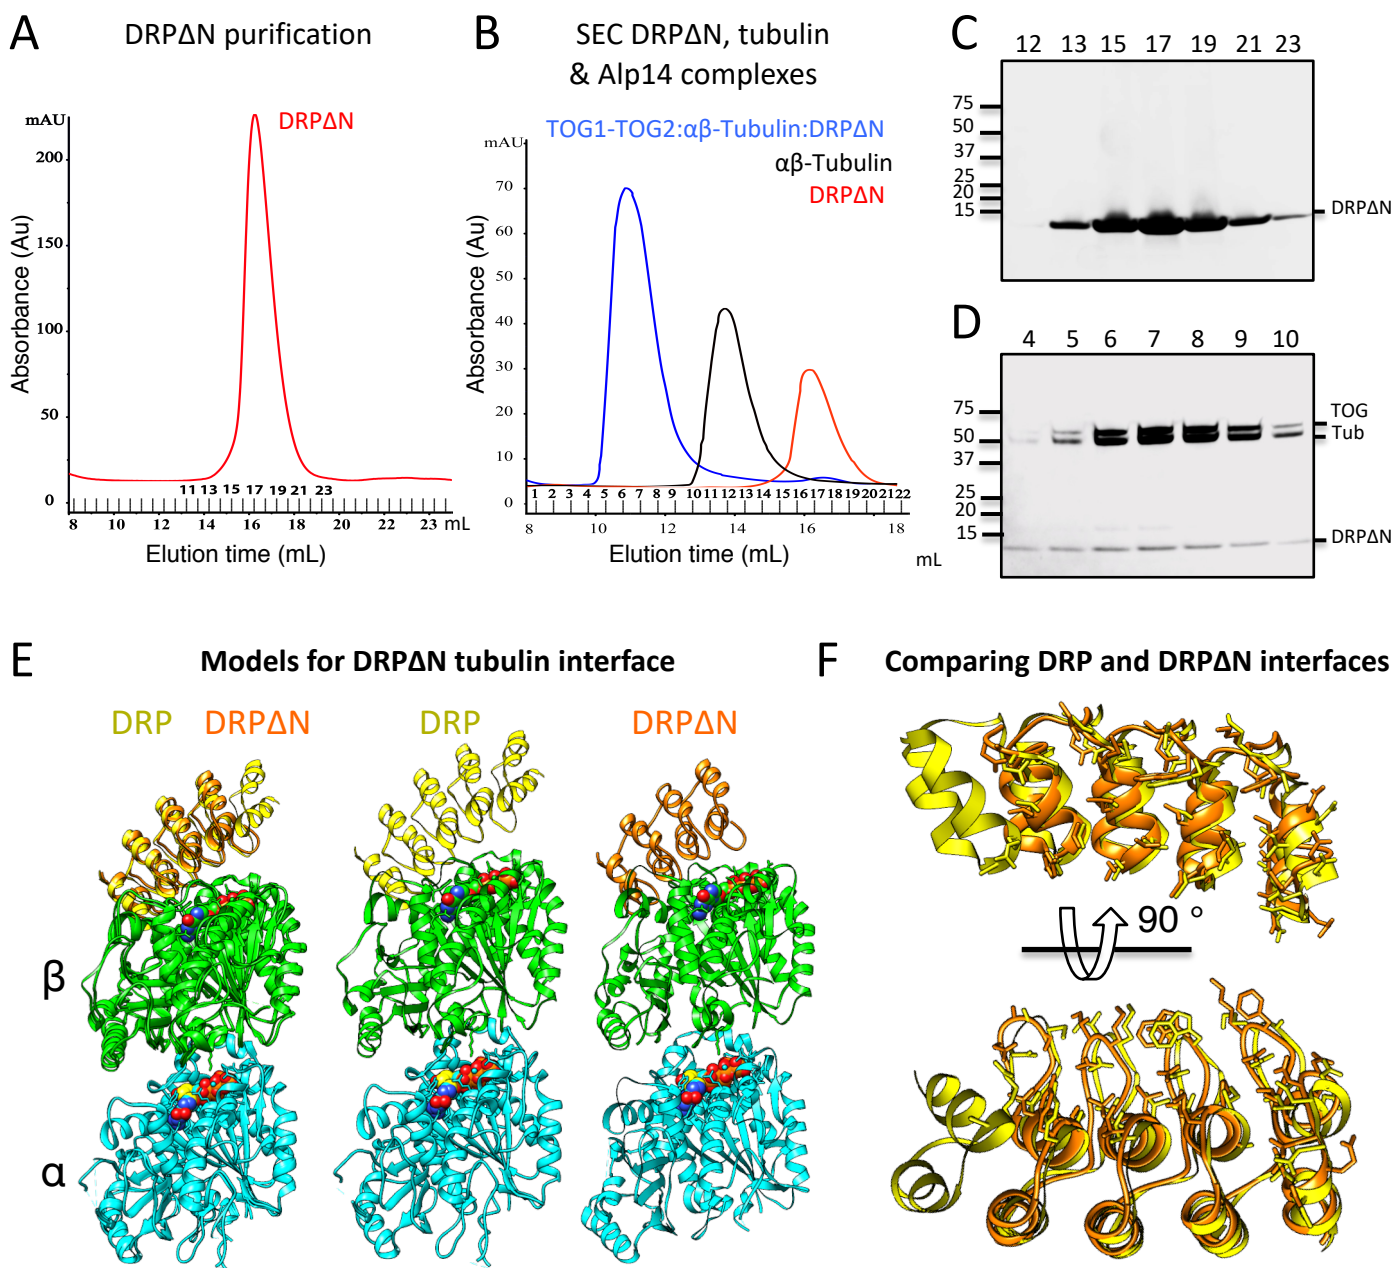 A
DRPΔN purification
mAU
DRPΔN
200
150
100
50
0
Absorbance (Au)
11 13 15 17 19 21 23
8 10 12 14 16 18 20 22 23 mL
Elution time (mL)
B
SEC DRPΔN, tubulin
& Alp14 complexes
TOG1-TOG2:αβ-Tubulin:DRPΔN
αβ-Tubulin
DRPΔN
mAU
70
60
50
40
30
20
10
0
Absorbance (Au)
1 2 3 4 5 6 7 8 9 10 11 12 13 14 15 16 17 18 19 20 21 22
8 10 12 14 16 18
Elution time (mL)
mL
C
12 13 15 17 19 21 23
75
50
37
25
20
15
DRPΔN
D
4 5 6 7 8 9 10
75
50
37
25
20
15
TOG
Tub
DRPΔN
E
Models for DRPΔN tubulin interface
DRP DRPΔN DRP DRPΔN
β
α
F
Comparing DRP and DRPΔN interfaces
90 °